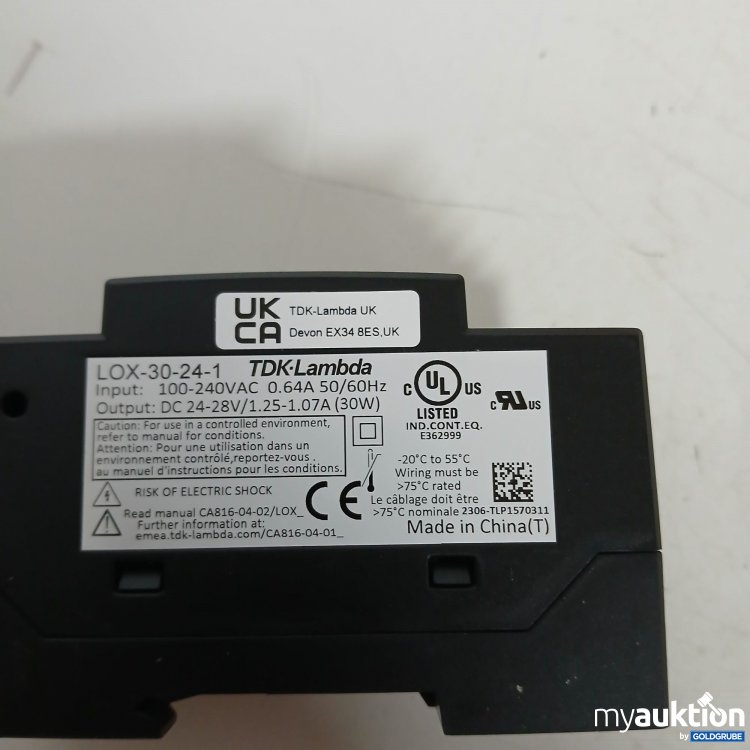 UK
CA
TDK-Lambda UK
Devon EX34 8ES,UK
LOX-30-24-1 TDK·Lambda
Input: 100-240VAC 0.64A 50/60Hz
Output: DC 24-28V/1.25-1.07A (30W)
Caution: For use in a controlled environment,
refer to manual for conditions.
Attention: Pour une utilisation dans un
environnement contrôlé,reportez-vous .
au manuel d'instructions pour les conditions.
RISK OF ELECTRIC SHOCK
Read manual CA816-04-02/LOX_
Further information at:
emea.tdk-lambda.com/CA816-04-01_
CE
C UL US
LISTED
IND.CONT.EQ.
E362999
c UR US
-20°C to 55°C
Wiring must be
>75°C rated
Le câblage doit être
>75°C nominale 2306-TLP1570311
Made in China(T)
myauktion
by GOLDGRUBE